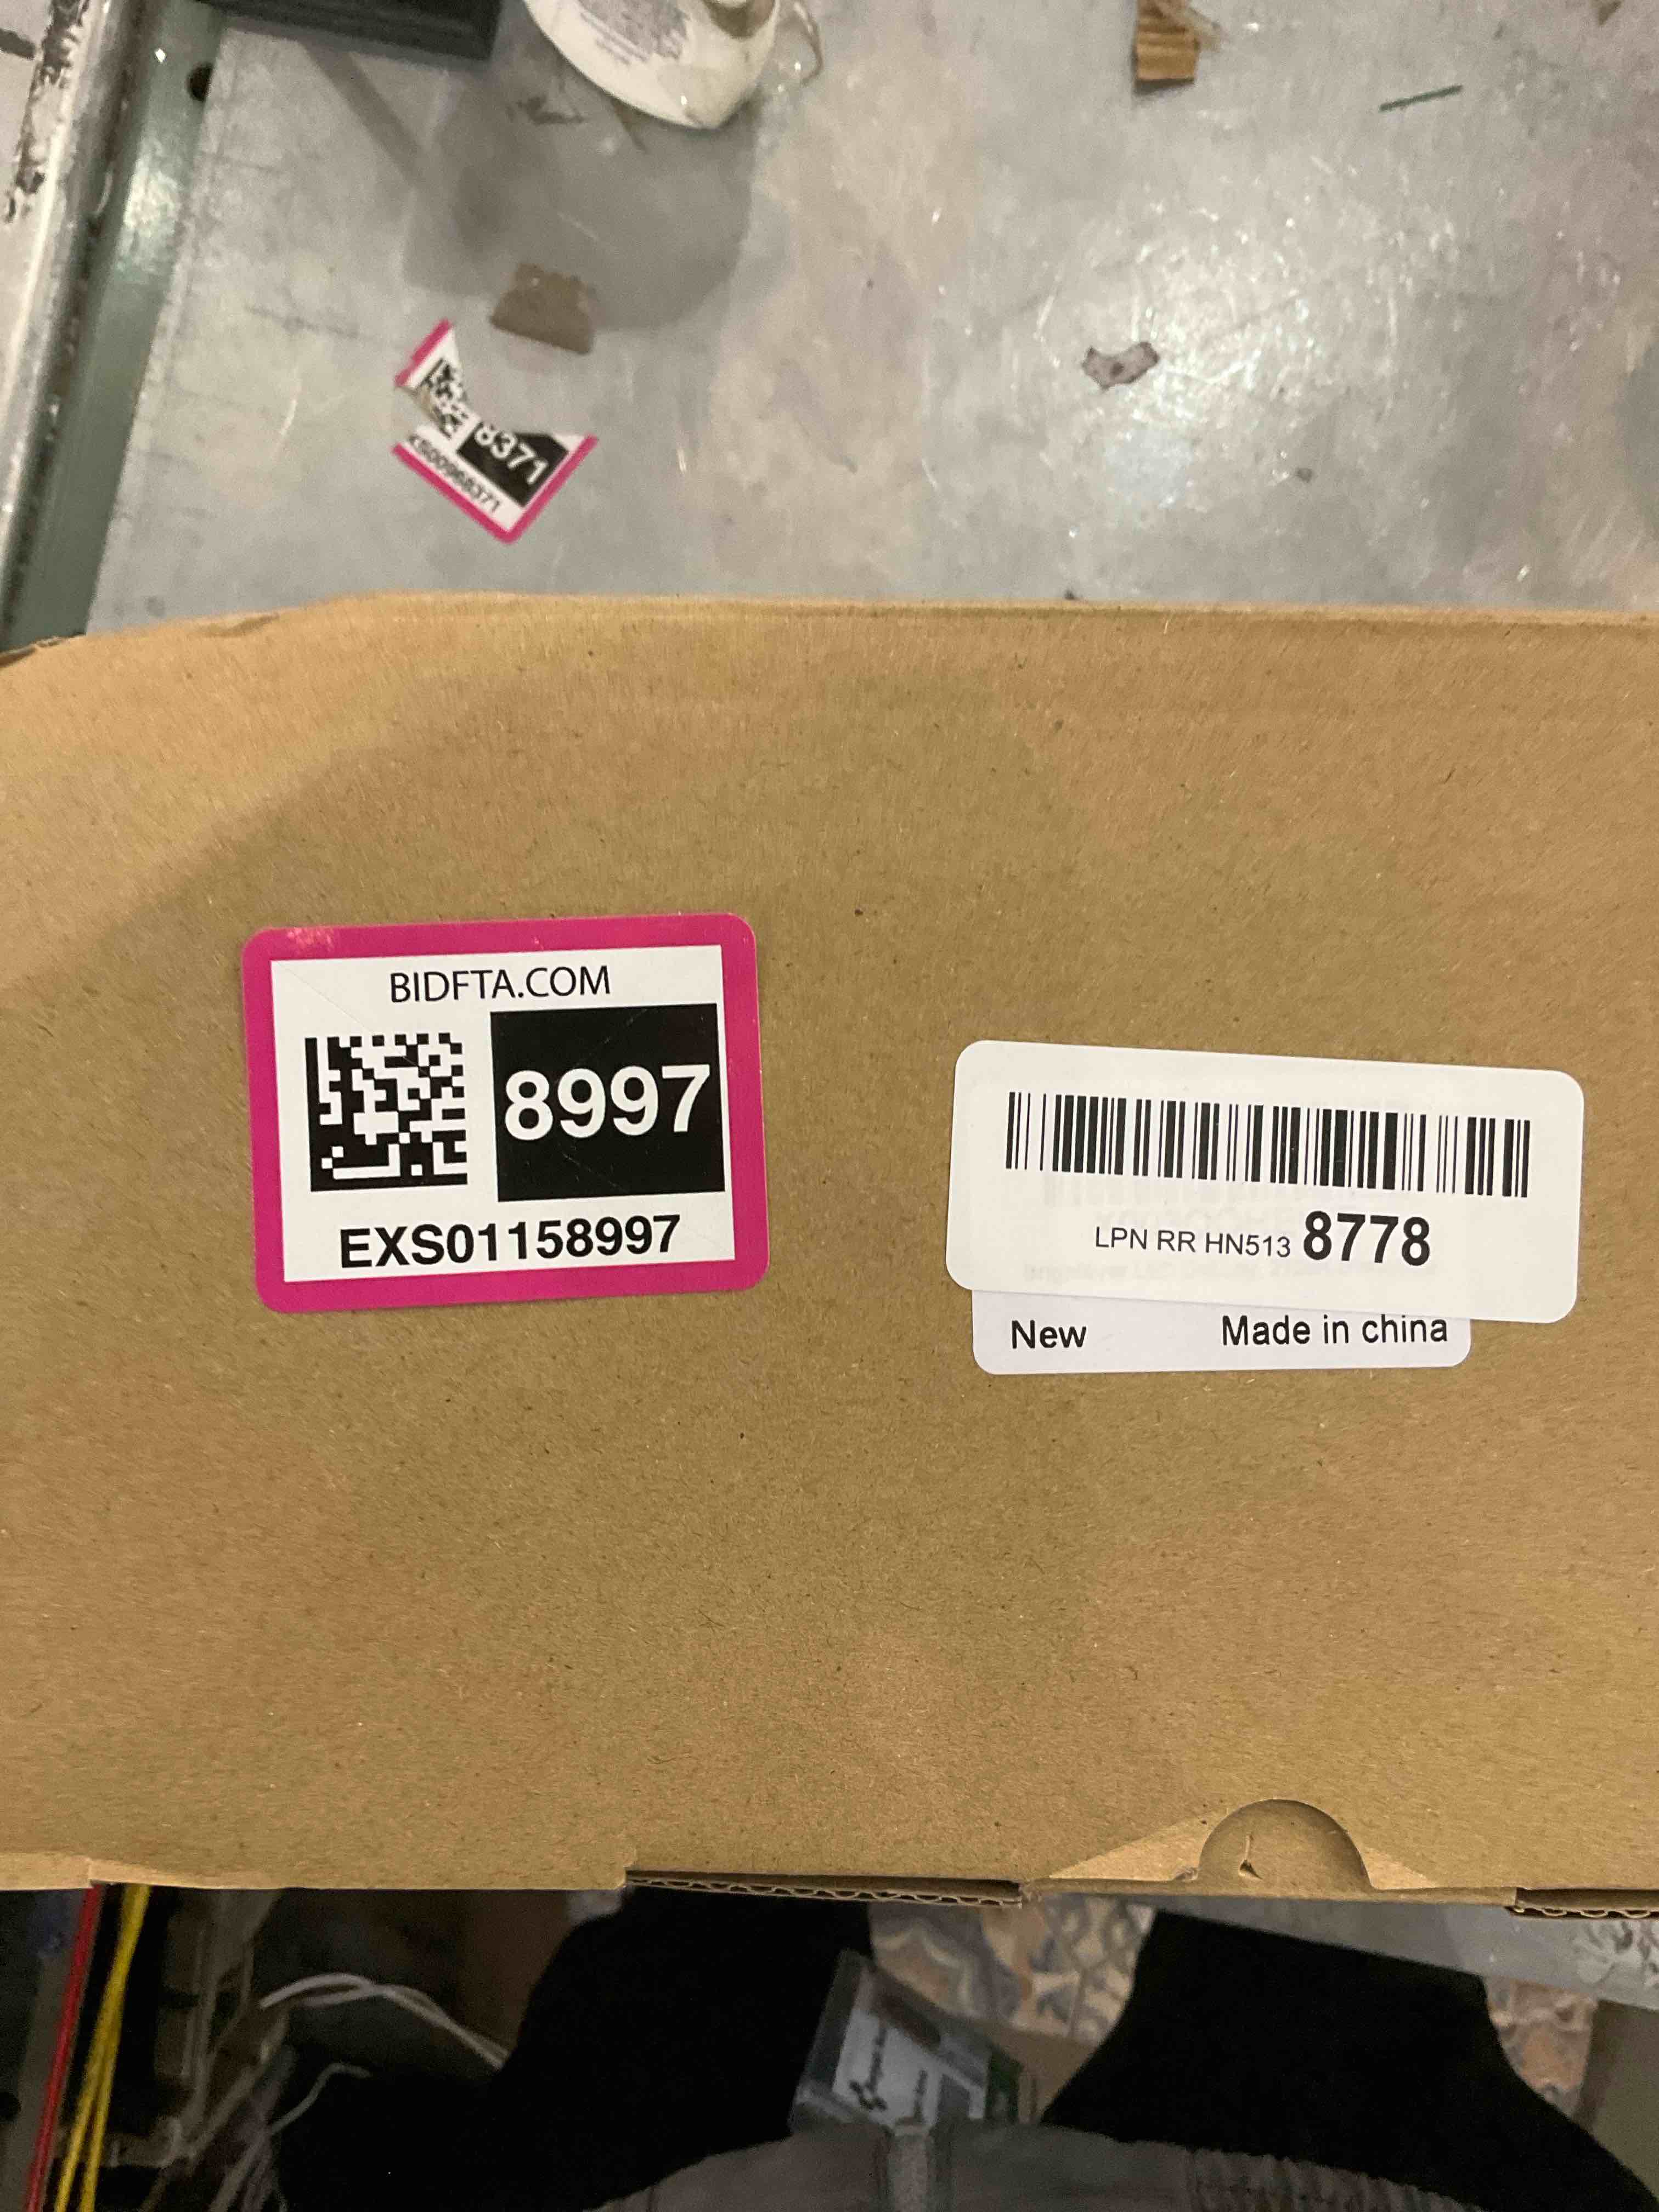 8371
BIDFTA.COM
8997
EXS01158997
LPN RR HN513 8778
New Made in china